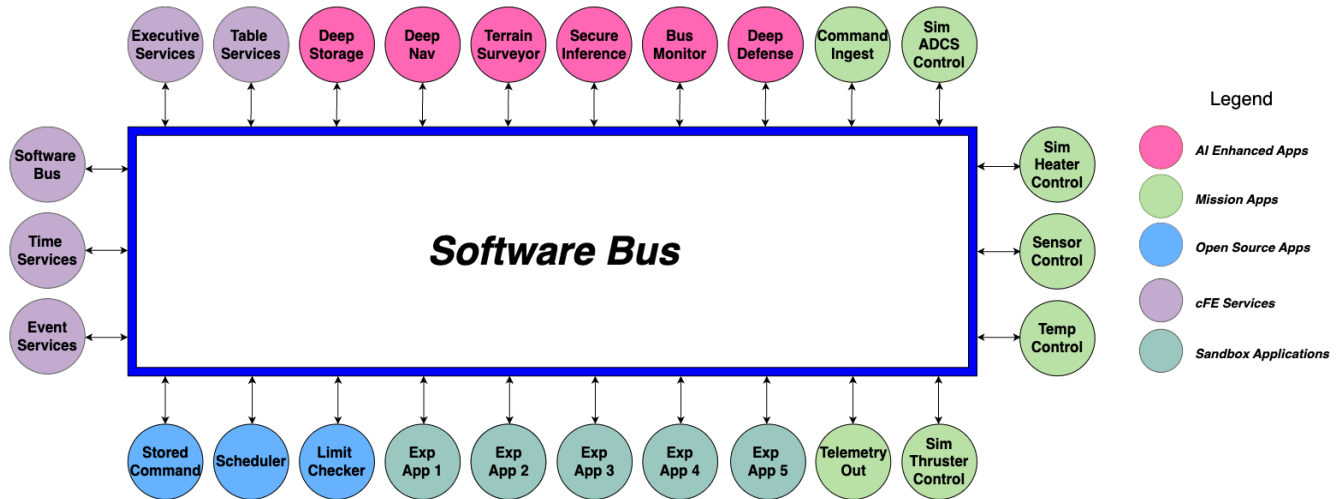 Executive
Services
Table
Services
Deep
Storage
Deep
Nav
Terrain
Surveyor
Secure
Inference
Bus
Monitor
Deep
Defense
Command
Ingest
Sim
ADCS
Control
Software
Bus
Time
Services
Event
Services
Software Bus
Sim
Heater
Control
Sensor
Control
Temp
Control
Stored
Command
Scheduler
Limit
Checker
Exp
App 1
Exp
App 2
Exp
App 3
Exp
App 4
Exp
App 5
Telemetry
Out
Sim
Thruster
Control
Legend
AI Enhanced Apps
Mission Apps
Open Source Apps
cFE Services
Sandbox Applications